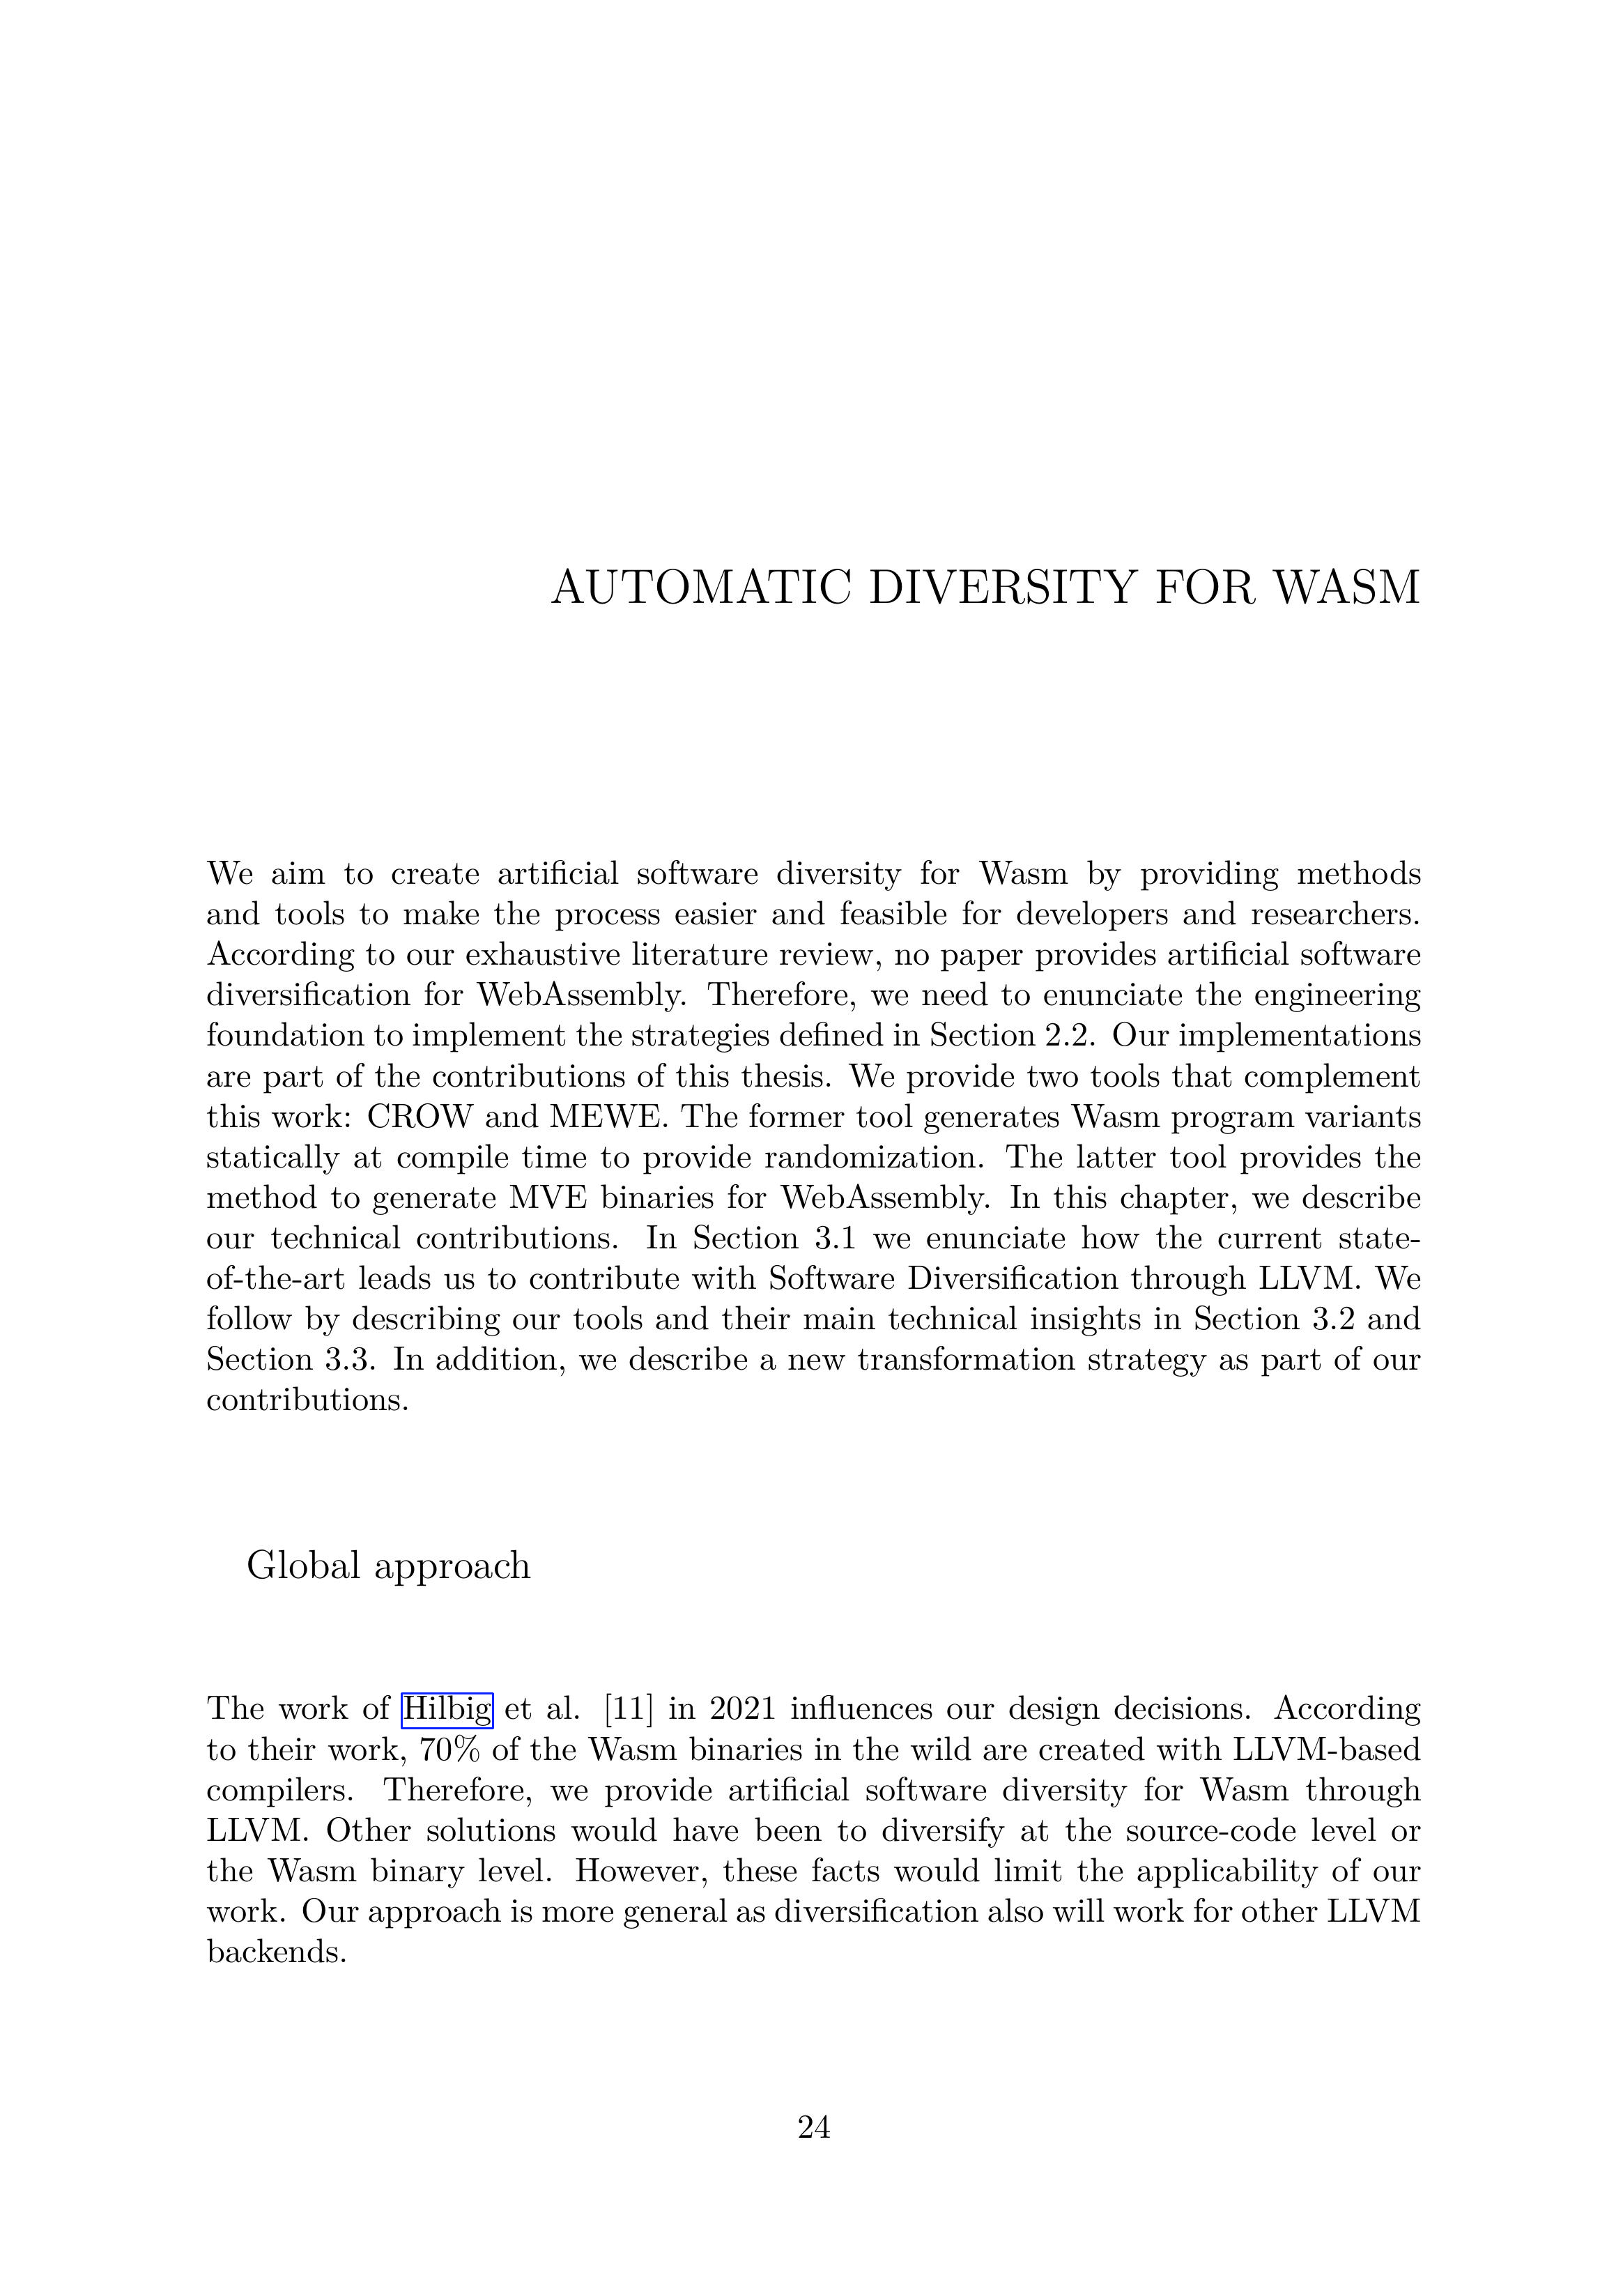 AUTOMATIC DIVERSITY FOR WASM
We aim to create artificial software diversity for Wasm by providing methods
and tools to make the process easier and feasible for developers and researchers.
According to our exhaustive literature review, no paper provides artificial software
diversification for WebAssembly. Therefore, we need to enunciate the engineering
foundation to implement the strategies defined in Section 2.2. Our implementations
are part of the contributions of this thesis. We provide two tools that complement
this work: CROW and MEWE. The former tool generates Wasm program variants
statically at compile time to provide randomization. The latter tool provides the
method to generate MVE binaries for WebAssembly. In this chapter, we describe
our technical contributions. In Section 3.1 we enunciate how the current state-
of-the-art leads us to contribute with Software Diversification through LLVM. We
follow by describing our tools and their main technical insights in Section 3.2 and
Section 3.3. In addition, we describe a new transformation strategy as part of our
contributions.
Global approach
The work of Hilbig et al. [11] in 2021 influences our design decisions. According
to their work, 70% of the Wasm binaries in the wild are created with LLVM-based
compilers. Therefore, we provide artificial software diversity for Wasm through
LLVM. Other solutions would have been to diversify at the source-code level or
the Wasm binary level. However, these facts would limit the applicability of our
work. Our approach is more general as diversification also will work for other LLVM
backends.
24